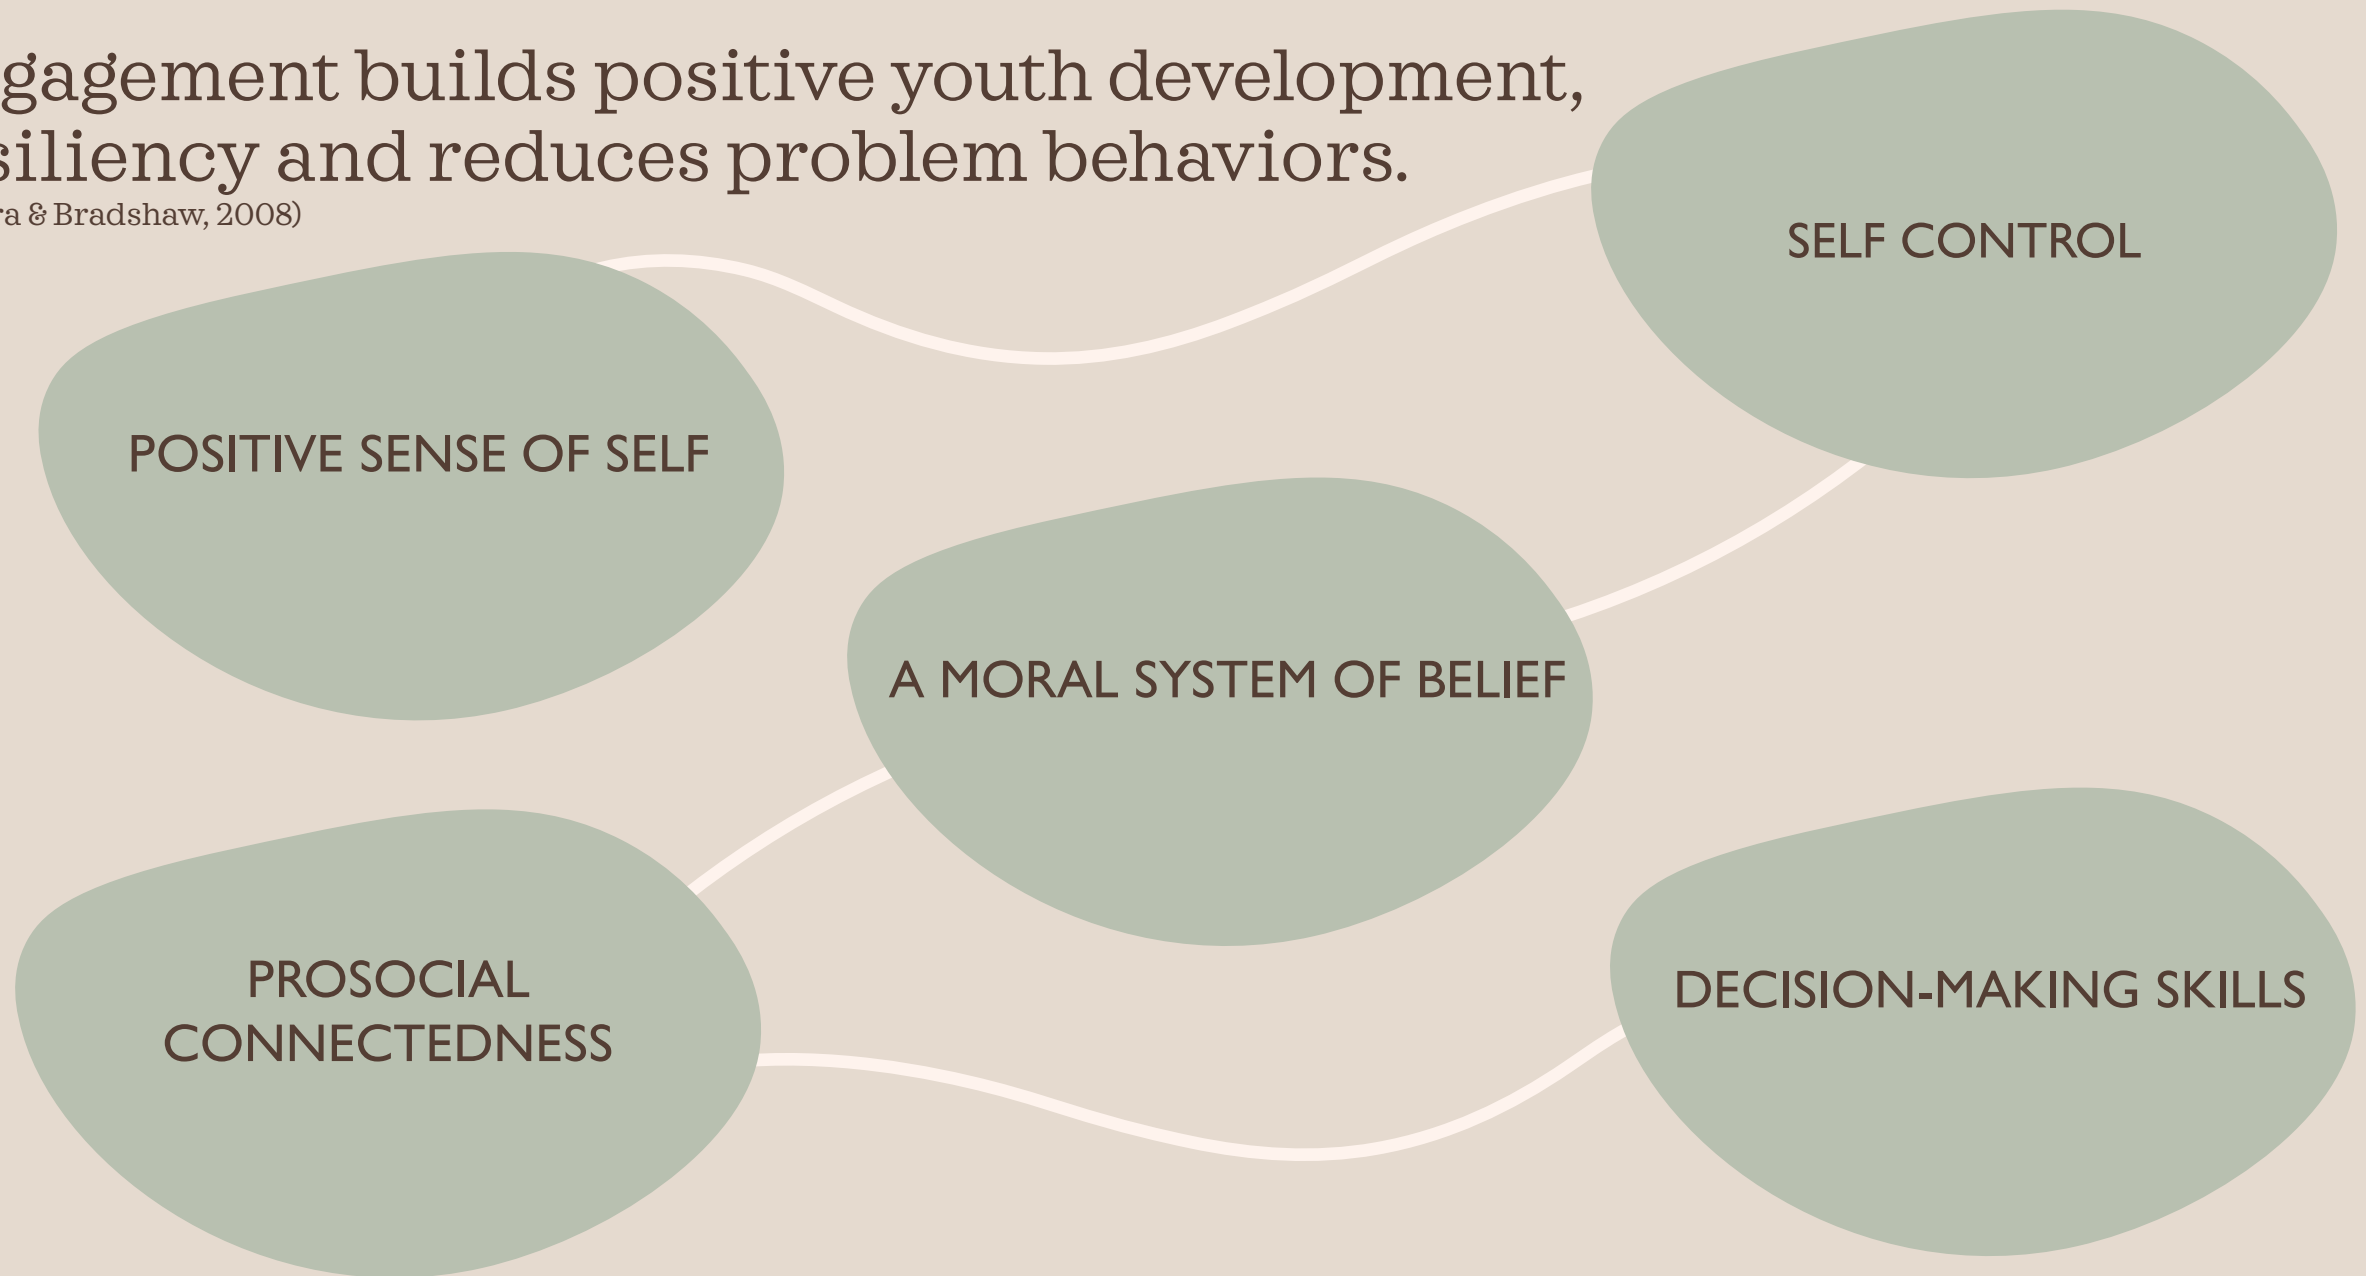 gagement builds positive youth development,
siliency and reduces problem behaviors.
ra & Bradshaw, 2008)
SELF CONTROL
POSITIVE SENSE OF SELF
A MORAL SYSTEM OF BELIEF
PROSOCIAL
CONNECTEDNESS
DECISION-MAKING SKILLS